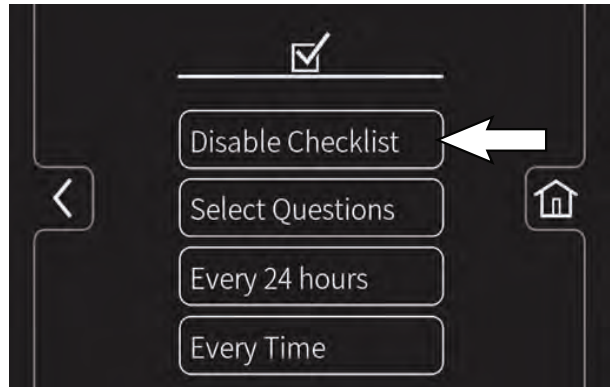 Disable Checklist
Select Questions
Every 24 hours
Every Time